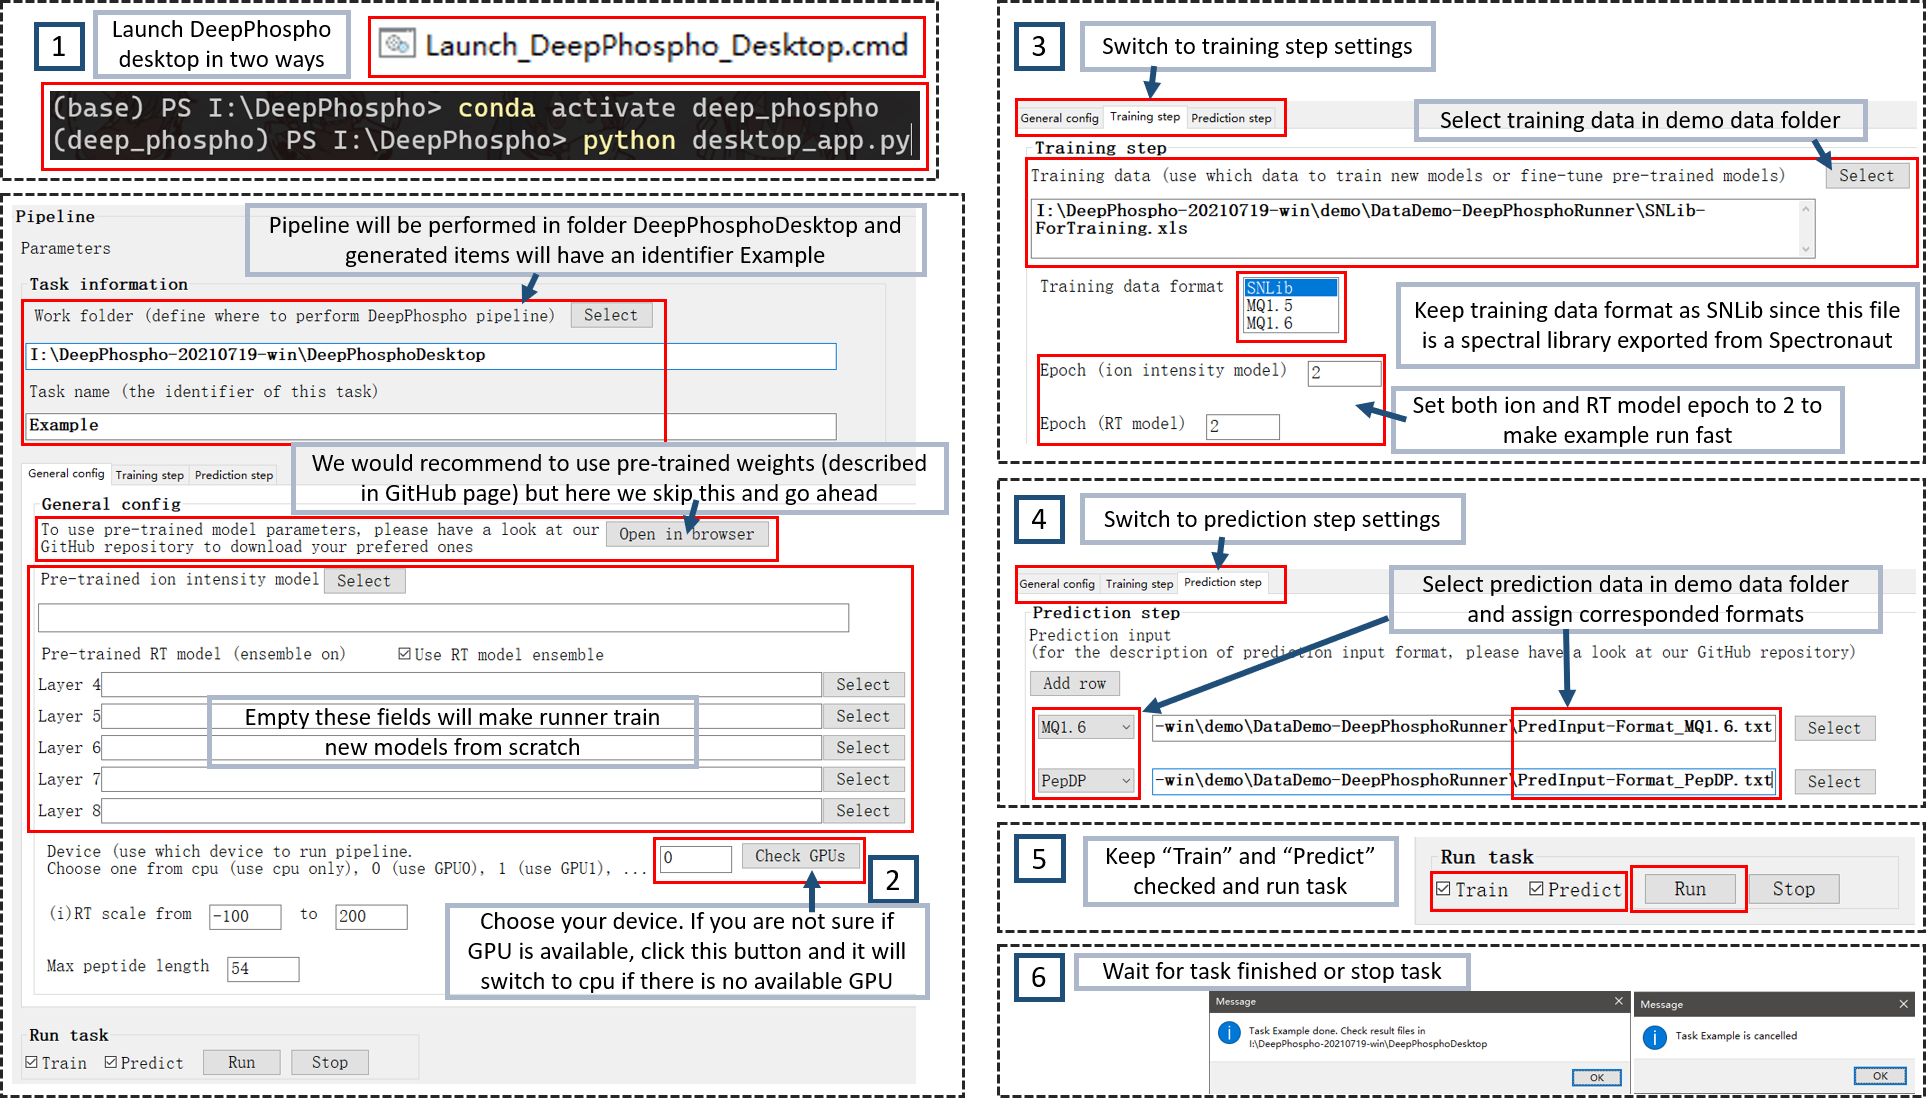 1
Launch DeepPhospho
desktop in two ways
Launch_DeepPhospho_Desktop.cmd
(base) PS I:\DeepPhospho> conda activate deep_phospho
(deep_phospho) PS I:\DeepPhospho> python desktop_app.py
Pipeline
Parameters
Pipeline will be performed in folder DeepPhosphoDesktop and
generated items will have an identifier Example
Task information
Work folder (define where to perform DeepPhospho pipeline) Select
I:\DeepPhospho-20210719-win\DeepPhosphoDesktop
Task name (the identifier of this task)
Example
We would recommend to use pre-trained weights (described
in GitHub page) but here we skip this and go ahead
General config Training step Prediction step
General config
To use pre-trained model parameters, please have a look at our
GitHub repository to download your prefered ones
Open in browser
Pre-trained ion intensity model Select
Pre-trained RT model (ensemble on) Use RT model ensemble
Layer 4 Select
Layer 5 Select
Layer 6 Select
Layer 7 Select
Layer 8 Select
Empty these fields will make runner train
new models from scratch
Device (use which device to run pipeline.
Choose one from cpu (use cpu only), 0 (use GPU0), 1 (use GPU1), ...
0 Check GPUs
2
(i)RT scale from -100 to 200
Max peptide length 54
Choose your device. If you are not sure if
GPU is available, click this button and it will
switch to cpu if there is no available GPU
Run task
Train Predict Run Stop
3
Switch to training step settings
General config Training step Prediction step
Select training data in demo data folder
Training step
Training data (use which data to train new models or fine-tune pre-trained models) Select
I:\DeepPhospho-20210719-win\demo\DataDemo-DeepPhosphoRunner\SNLib-
ForTraining.xls
Training data format
SNLib
MQ1.5
MQ1.6
Keep training data format as SNLib since this file
is a spectral library exported from Spectronaut
Epoch (ion intensity model) 2
Epoch (RT model) 2
Set both ion and RT model epoch to 2 to
make example run fast
4
Switch to prediction step settings
General config Training step Prediction step
Select prediction data in demo data folder
and assign corresponded formats
Prediction step
Prediction input
(for the description of prediction input format, please have a look at our GitHub repository)
Add row
MQ1.6 -win\demo\DataDemo-DeepPhosphoRunner\PredInput-Format_MQ1.6.txt Select
PepDP -win\demo\DataDemo-DeepPhosphoRunner\PredInput-Format_PepDP.txt Select
5
Keep “Train” and “Predict”
checked and run task
Run task
Train Predict Run Stop
6
Wait for task finished or stop task
Message
Task Example done. Check result files in
I:\DeepPhospho-20210719-win\DeepPhosphoDesktop
OK
Message
Task Example is cancelled
OK